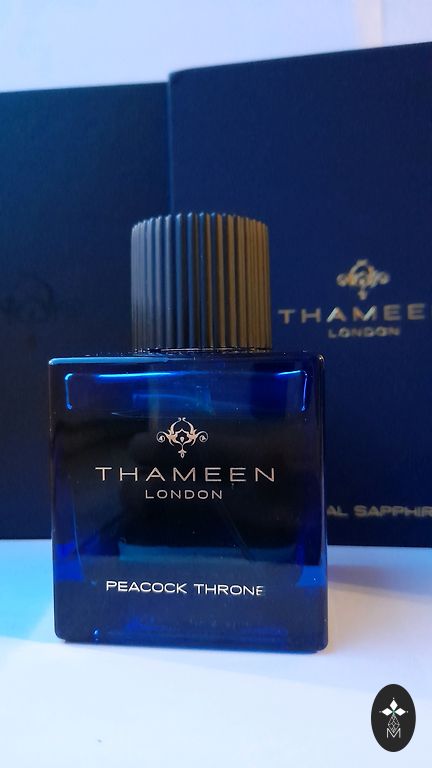 THAMEEN
LONDON
AL SAPPHIR
THAMEEN
LONDON
PEACOCK THRONE